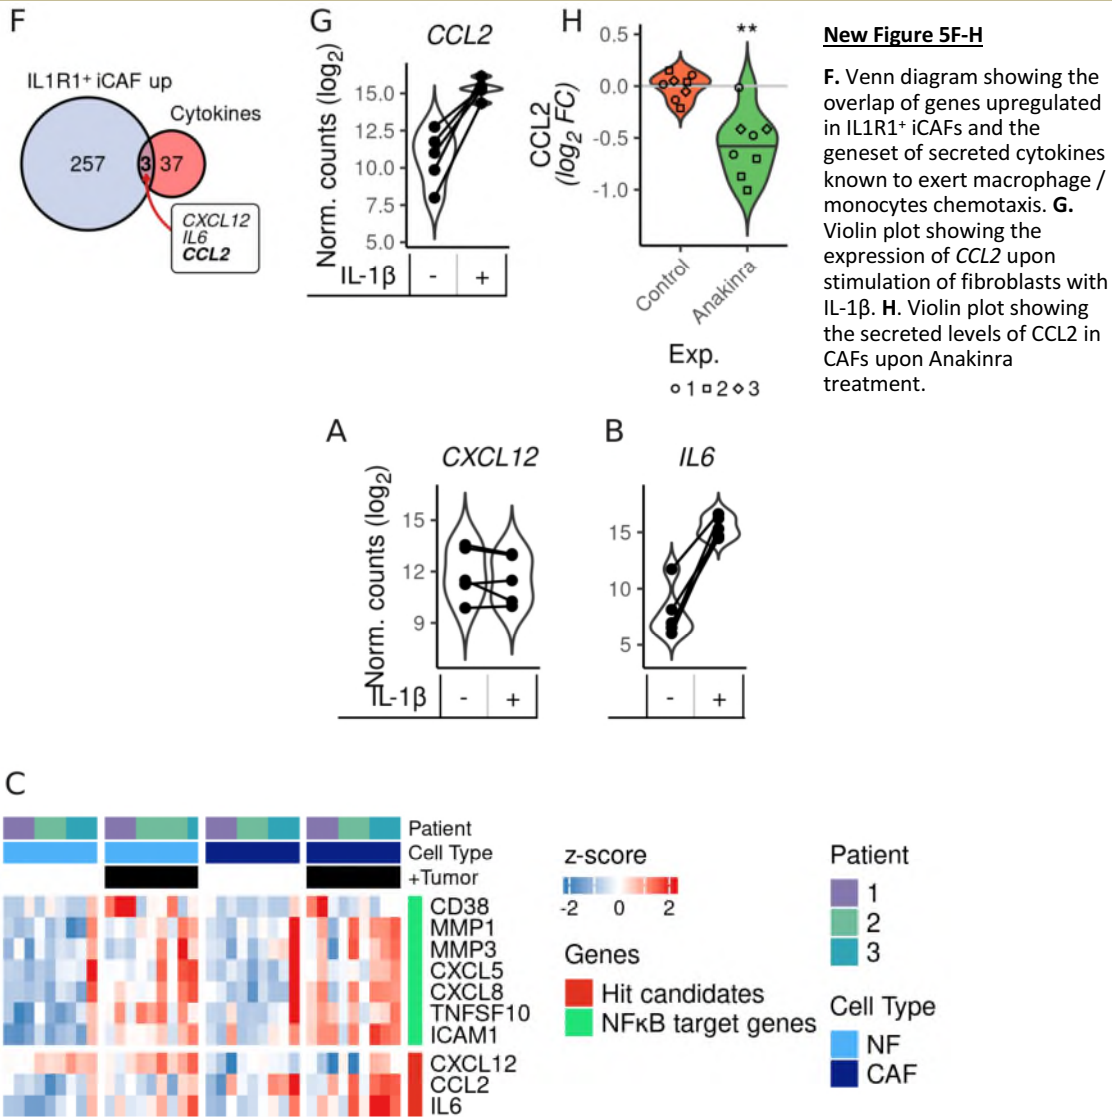 F
IL1R1⁺ iCAF up
Cytokines
257
3
37
CXCL12
IL6
CCL2
G
CCL2
Norm. counts (log₂)
15.0
12.5
10.0
7.5
5.0
IL-1β
-
+
H
CCL2
(log₂ FC)
0.5
0.0
-0.5
-1.0
**
Control
Anakinra
Exp.
1 2 3
New Figure 5F-H
F. Venn diagram showing the
overlap of genes upregulated
in IL1R1⁺ iCAFs and the
geneset of secreted cytokines
known to exert macrophage /
monocytes chemotaxis. G.
Violin plot showing the
expression of CCL2 upon
stimulation of fibroblasts with
IL-1β. H. Violin plot showing
the secreted levels of CCL2 in
CAFs upon Anakinra
treatment.
A
CXCL12
Norm. counts (log₂)
15
12
9
IL-1β
-
+
B
IL6
15
10
5
-
+
C
Patient
Cell Type
+Tumor
CD38
MMP1
MMP3
CXCL5
CXCL8
TNFSF10
ICAM1
CXCL12
CCL2
IL6
z-score
-2 0 2
Genes
Hit candidates
NFκB target genes
Patient
1
2
3
Cell Type
NF
CAF